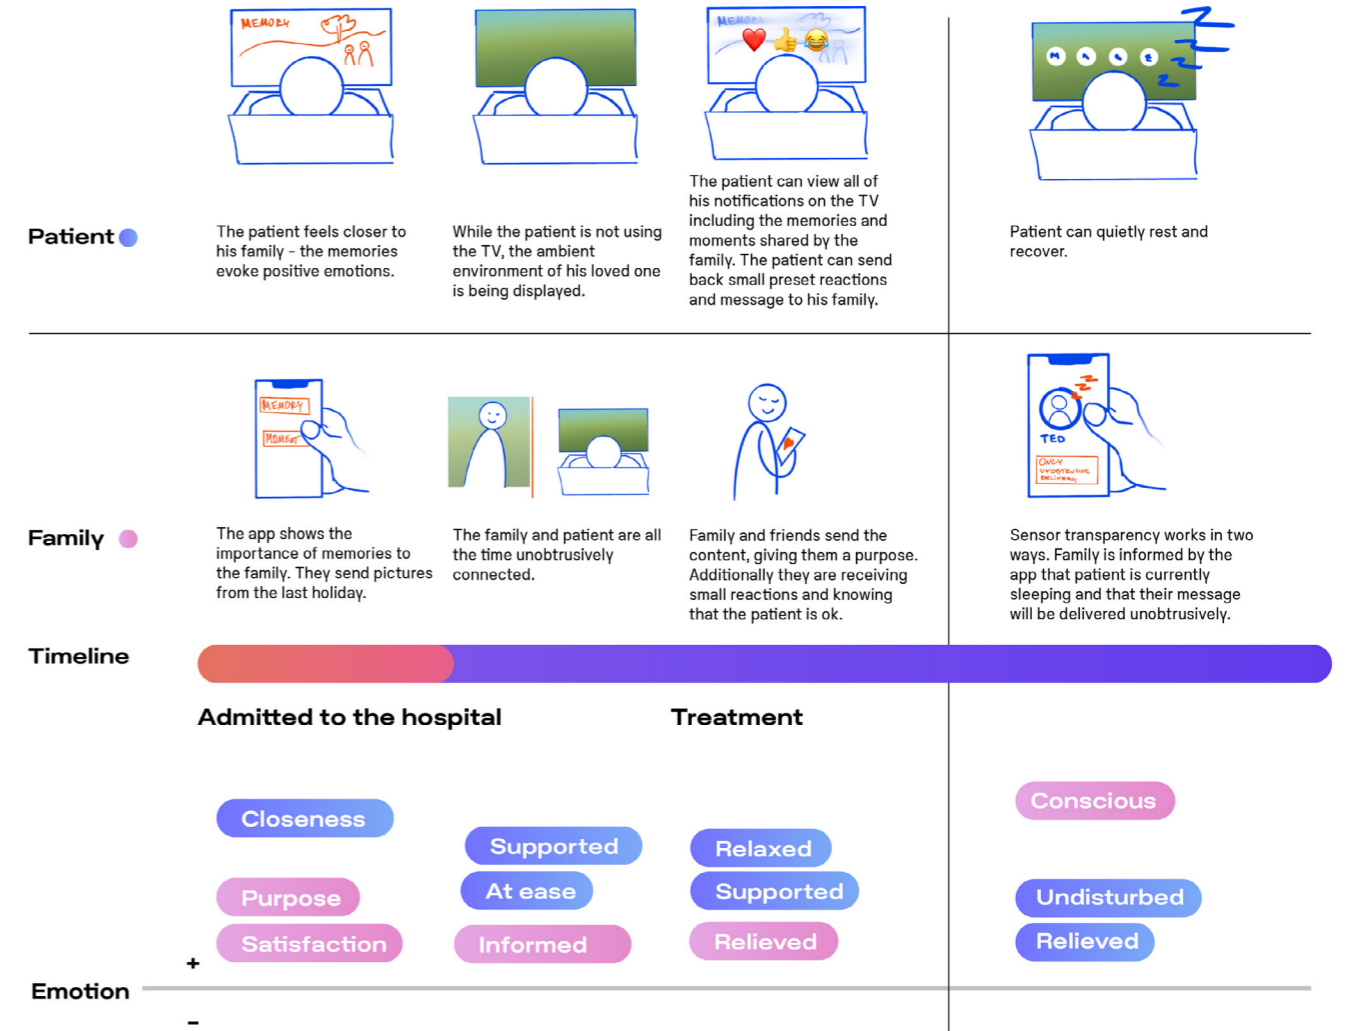 MEMORY
MEMORY
Patient
The patient feels closer to
his family - the memories
evoke positive emotions.
While the patient is not using
the TV, the ambient
environment of his loved one
is being displayed.
The patient can view all of
his notifications on the TV
including the memories and
moments shared by the
family. The patient can send
back small preset reactions
and message to his family.
Patient can quietly rest and
recover.
MEMORY
MOMENT
TED
ONLY
Family
The app shows the
importance of memories to
the family. They send pictures
from the last holiday.
The family and patient are all
the time unobtrusively
connected.
Family and friends send the
content, giving them a purpose.
Additionally they are receiving
small reactions and knowing
that the patient is ok.
Sensor transparency works in two
ways. Family is informed by the
app that patient is currently
sleeping and that their message
will be delivered unobtrusively.
Timeline
Admitted to the hospital
Treatment
Closeness
Purpose
Satisfaction
Supported
At ease
Informed
Relaxed
Supported
Relieved
Conscious
Undisturbed
Relieved
+
Emotion
-